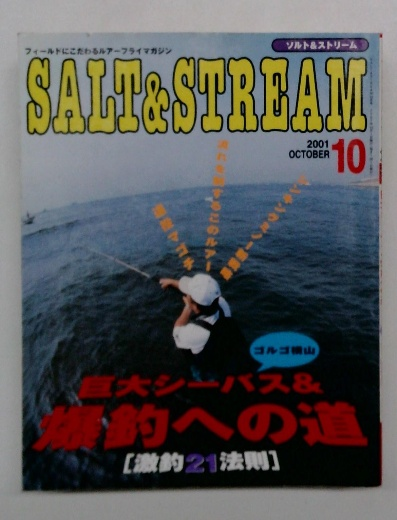 フィールドにこだわるルアーフライマガジン
ソルト&ストリーム
SALT&STREAM
2001
OCTOBER 10
ゴルゴ横山
巨大シーバス&
爆釣への道
[激釣21法則]